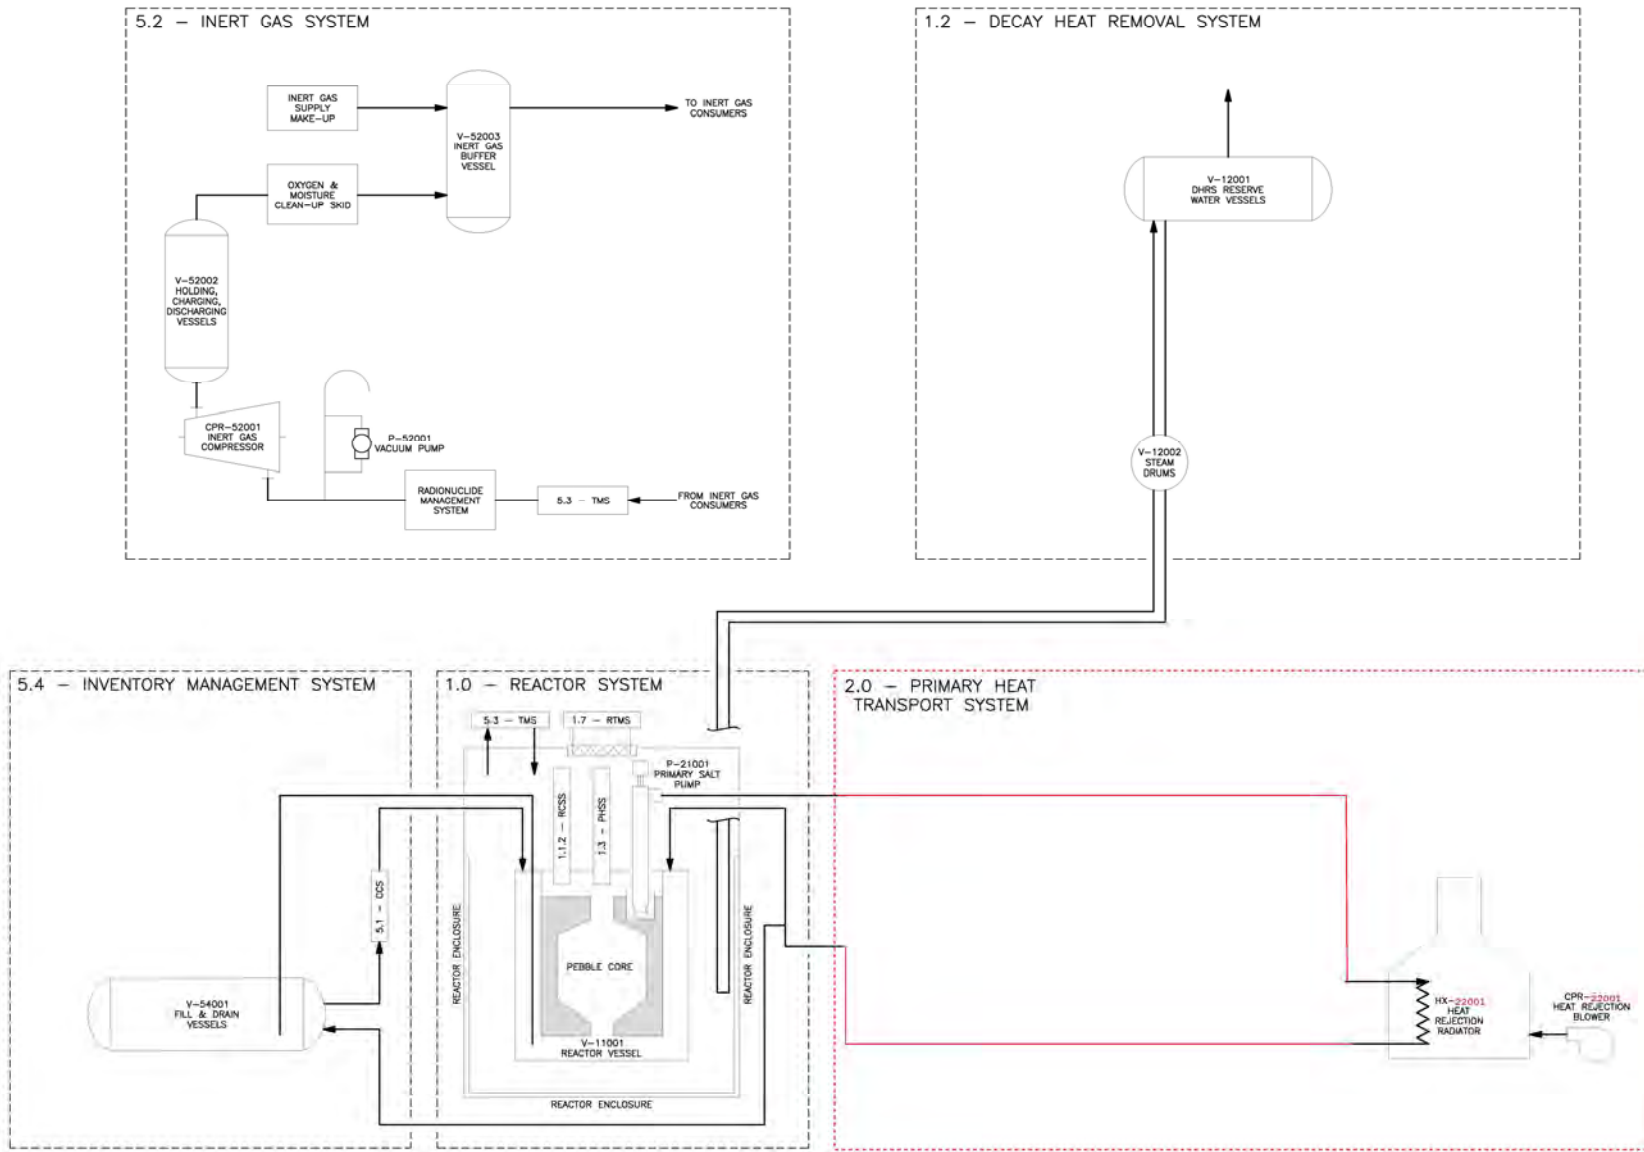 5.2 – INERT GAS SYSTEM
INERT GAS
SUPPLY
MAKE-UP
V-52003
INERT GAS
BUFFER
VESSEL
TO INERT GAS
CONSUMERS
OXYGEN &
MOISTURE
CLEAN-UP SKID
V-52002
HOLDING,
CHARGING,
DISCHARGING
VESSELS
CPR-52001
INERT GAS
COMPRESSOR
P-52001
VACUUM PUMP
RADIONUCLIDE
MANAGEMENT
SYSTEM
5.3 – TMS
FROM INERT GAS
CONSUMERS
1.2 – DECAY HEAT REMOVAL SYSTEM
V-12001
DHRS RESERVE
WATER VESSELS
V-12002
STEAM
DRUMS
5.4 – INVENTORY MANAGEMENT SYSTEM
5.1 – CCS
V-54001
FILL & DRAIN
VESSELS
1.0 – REACTOR SYSTEM
5.3 – TMS
1.7 – RTMS
P-21001
PRIMARY SALT
PUMP
1.1.2 – RCSS
1.3 – PHSS
REACTOR ENCLOSURE
REACTOR ENCLOSURE
PEBBLE CORE
V-11001
REACTOR VESSEL
REACTOR ENCLOSURE
2.0 – PRIMARY HEAT
TRANSPORT SYSTEM
HX-22001
HEAT
REJECTION
RADIATOR
CPR-22001
HEAT REJECTION
BLOWER